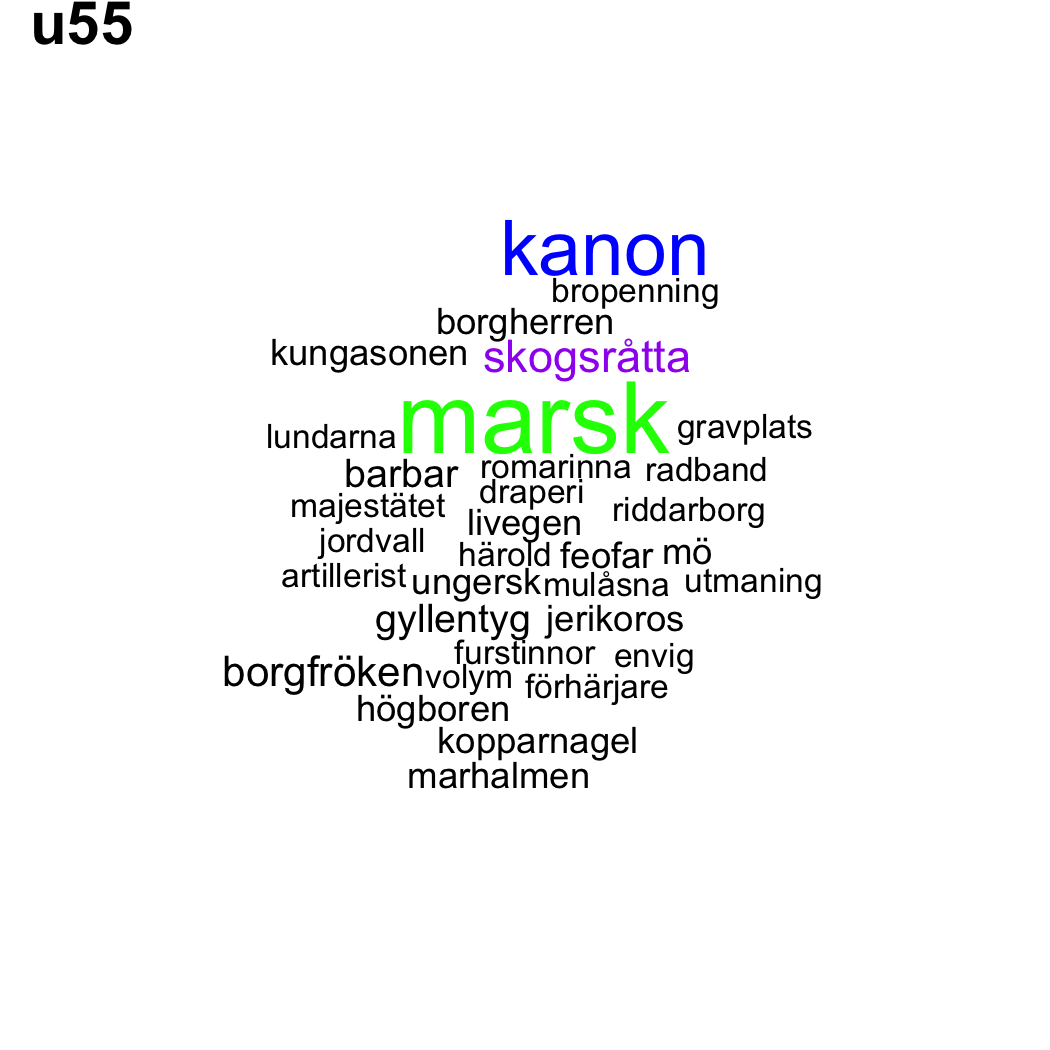 u55
kanon
bropenning
borgherren
kungasonen skogsråtta
marsk
lundarna gravplats
barbar romarinna radband
majestätet draperi riddarborg
livegen
jordvall härold feofar mö
artillerist ungersk mulåsna utmaning
gyllentyg jerikoros
furstinnor envig
borgfröken volym förhärjare
högboren
kopparnagel
marhalmen